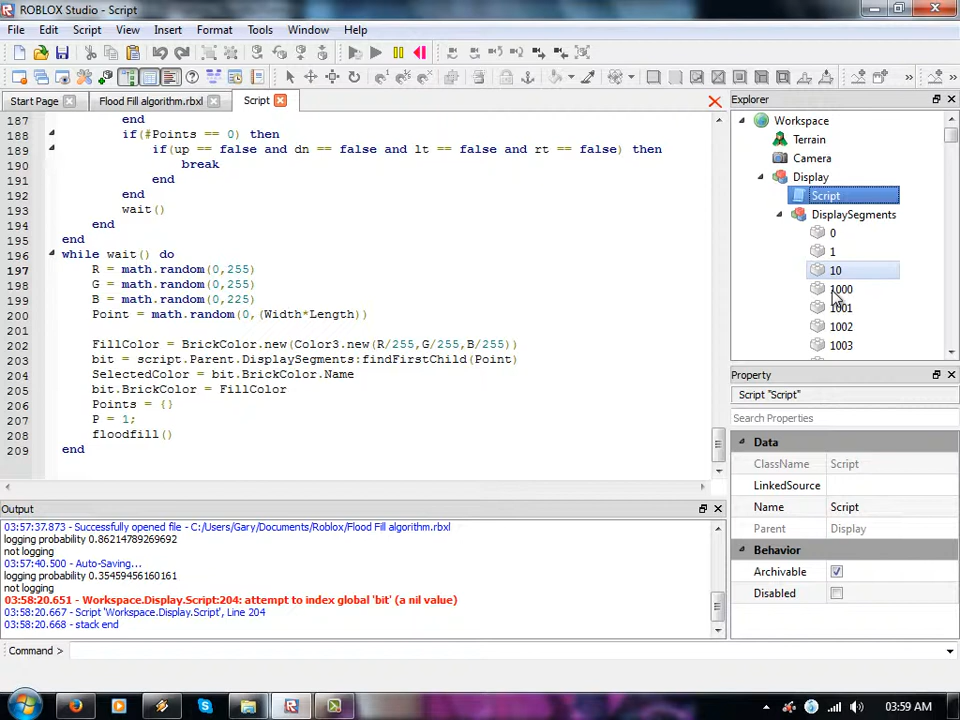 ROBLOX Studio - Script
File Edit Script View Insert Format Tools Window Help
Start Page Flood Fill algorithm.rbxl Script
187 end
188 if(#Points == 0) then
189 if(up == false and dn == false and lt == false and rt == false) then
190 break
191 end
192 end
193 wait()
194 end
195 end
196 while wait() do
197 R = math.random(0,255)
198 G = math.random(0,255)
199 B = math.random(0,225)
200 Point = math.random(0,(Width*Length))
201
202 FillColor = BrickColor.new(Color3.new(R/255,G/255,B/255))
203 bit = script.Parent.DisplaySegments:findFirstChild(Point)
204 SelectedColor = bit.BrickColor.Name
205 bit.BrickColor = FillColor
206 Points = {}
207 P = 1;
208 floodfill()
209 end
Output
03:57:37.873 - Successfully opened file - C:/Users/Gary/Documents/Roblox/Flood Fill algorithm.rbxl
logging probability 0.86214789269692
not logging
03:57:40.500 - Auto-Saving...
logging probability 0.35459456160161
not logging
03:58:20.651 - Workspace.Display.Script:204: attempt to index global 'bit' (a nil value)
03:58:20.667 - Script 'Workspace.Display.Script', Line 204
03:58:20.668 - stack end
Command >
Explorer
Workspace
Terrain
Camera
Display
Script
DisplaySegments
0
1
10
1000
1001
1002
1003
Property
Script "Script"
Search Properties
Data
ClassName Script
LinkedSource
Name Script
Parent Display
Behavior
Archivable
Disabled
03:59 AM